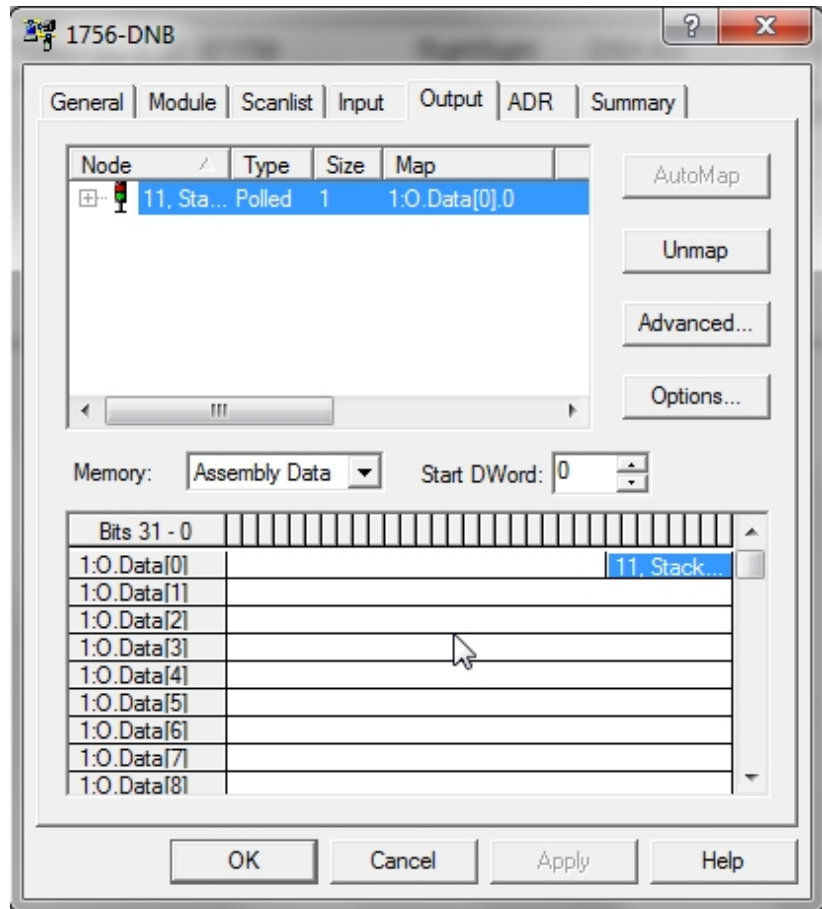 1756-DNB
General Module Scanlist Input Output ADR Summary
Node Type Size Map
11, Sta... Polled 1 1:O.Data[0].0
AutoMap
Unmap
Advanced...
Options...
Memory: Assembly Data Start DWord: 0
Bits 31 - 0
1:O.Data[0] 11, Stack...
1:O.Data[1]
1:O.Data[2]
1:O.Data[3]
1:O.Data[4]
1:O.Data[5]
1:O.Data[6]
1:O.Data[7]
1:O.Data[8]
OK Cancel Apply Help